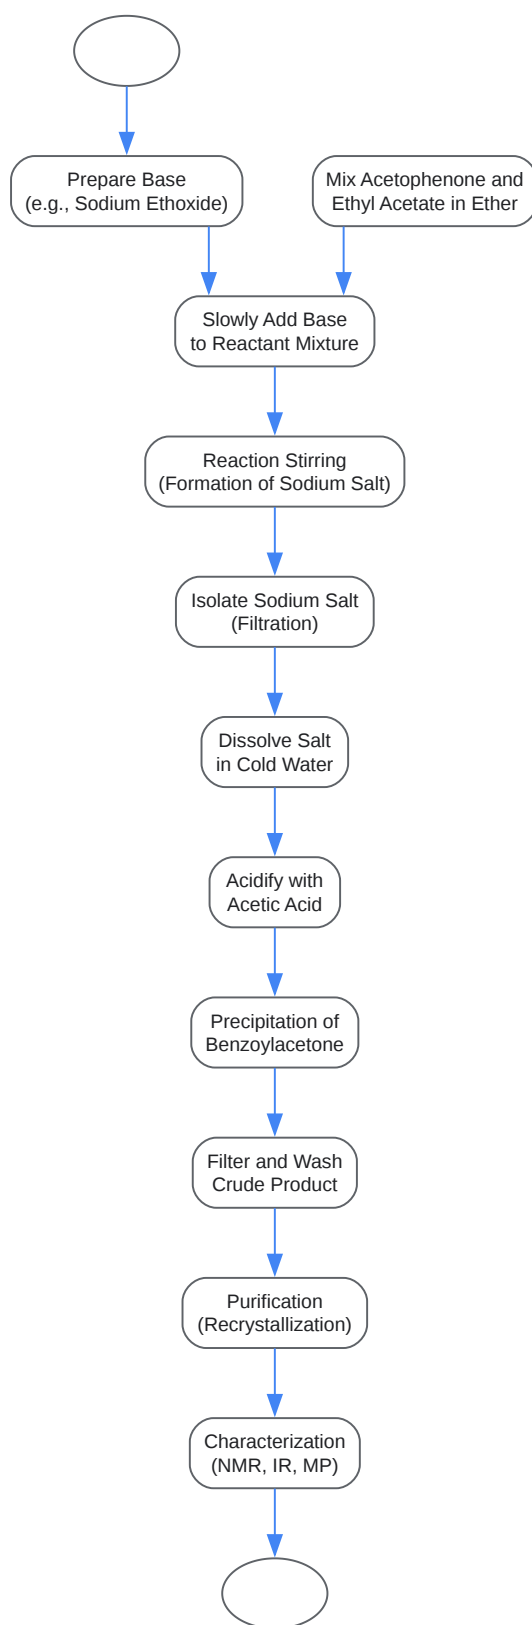 Prepare Base
(e.g., Sodium Ethoxide)
Mix Acetophenone and
Ethyl Acetate in Ether
Slowly Add Base
to Reactant Mixture
Reaction Stirring
(Formation of Sodium Salt)
Isolate Sodium Salt
(Filtration)
Dissolve Salt
in Cold Water
Acidify with
Acetic Acid
Precipitation of
Benzoylacetone
Filter and Wash
Crude Product
Purification
(Recrystallization)
Characterization
(NMR, IR, MP)